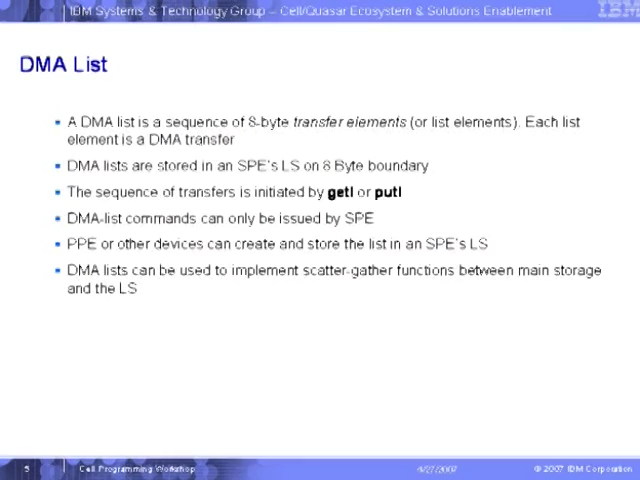 IBM Systems & Technology Group – Cell/Quasar Ecosystem & Solutions Enablement
IBM
DMA List
A DMA list is a sequence of 8-byte transfer elements (or list elements). Each list
element is a DMA transfer
DMA lists are stored in an SPE's LS on 8 Byte boundary
The sequence of transfers is initiated by getl or putl
DMA-list commands can only be issued by SPE
PPE or other devices can create and store the list in an SPE's LS
DMA lists can be used to implement scatter-gather functions between main storage
and the LS
5
Cell Programming Workshop
4/27/2007
© 2007 IBM Corporation